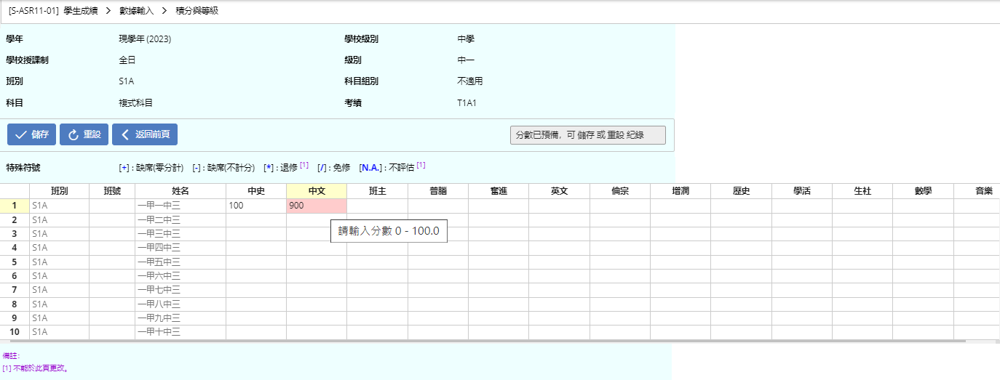 [S-ASR11-01] 學生成績 > 數據輸入 > 積分與等級
學年 現學年 (2023) 學校級別 中學
學校授課制 全日 級別 中一
班別 S1A 科目組別 不適用
科目 複式科目 考績 T1A1
儲存 重設 返回前頁 分數已預備，可 儲存 或 重設 紀錄
特殊符號 [+] : 缺席(零分計) [-] : 缺席(不計分) [*] : 退修 [1] [/] : 免修 [N.A.] : 不評估 [1]
班別 班號 姓名 中史 中文 班主 普腦 奮進 英文 倫宗 增潤 歷史 學活 生社 數學 音樂
1 S1A 一甲一中三 100 900
2 S1A 一甲二中三
請輸入分數 0 - 100.0
3 S1A 一甲三中三
4 S1A 一甲四中三
5 S1A 一甲五中三
6 S1A 一甲六中三
7 S1A 一甲七中三
8 S1A 一甲八中三
9 S1A 一甲九中三
10 S1A 一甲十中三
備註:
[1] 不能於此頁更改。